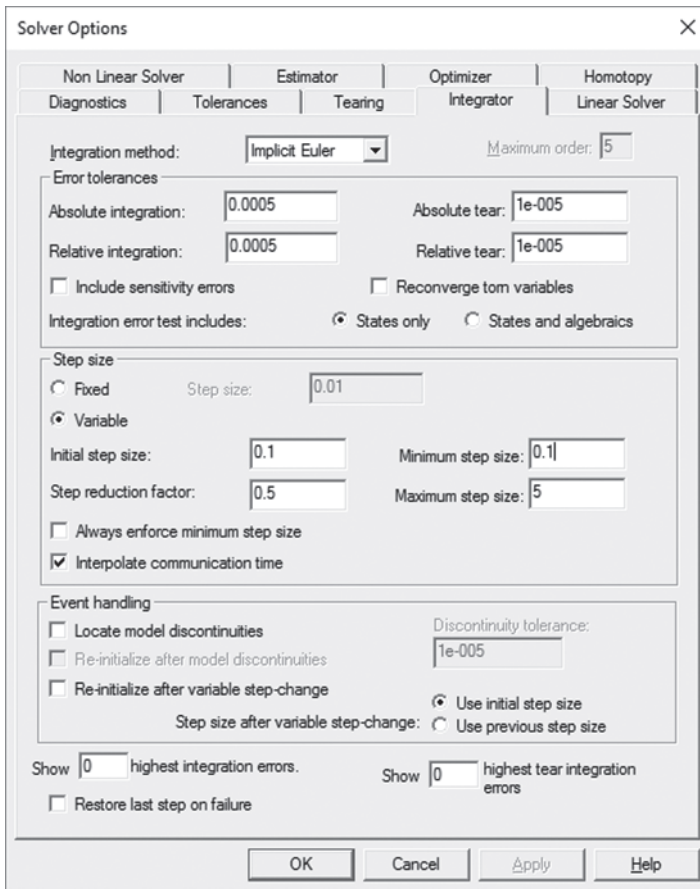 Solver Options
Non Linear Solver Estimator Optimizer Homotopy
Diagnostics Tolerances Tearing Integrator Linear Solver
Integration method: Implicit Euler Maximum order: 5
Error tolerances
Absolute integration: 0.0005 Absolute tear: 1e-005
Relative integration: 0.0005 Relative tear: 1e-005
Include sensitivity errors Reconverge torn variables
Integration error test includes: States only States and algebraics
Step size
Fixed Step size: 0.01
Variable
Initial step size: 0.1 Minimum step size: 0.1
Step reduction factor: 0.5 Maximum step size: 5
Always enforce minimum step size
Interpolate communication time
Event handling
Locate model discontinuities Discontinuity tolerance:
Re-initialize after model discontinuities 1e-005
Re-initialize after variable step-change
Use initial step size
Step size after variable step-change: Use previous step size
Show 0 highest integration errors. Show 0 highest tear integration errors
Restore last step on failure
OK Cancel Apply Help